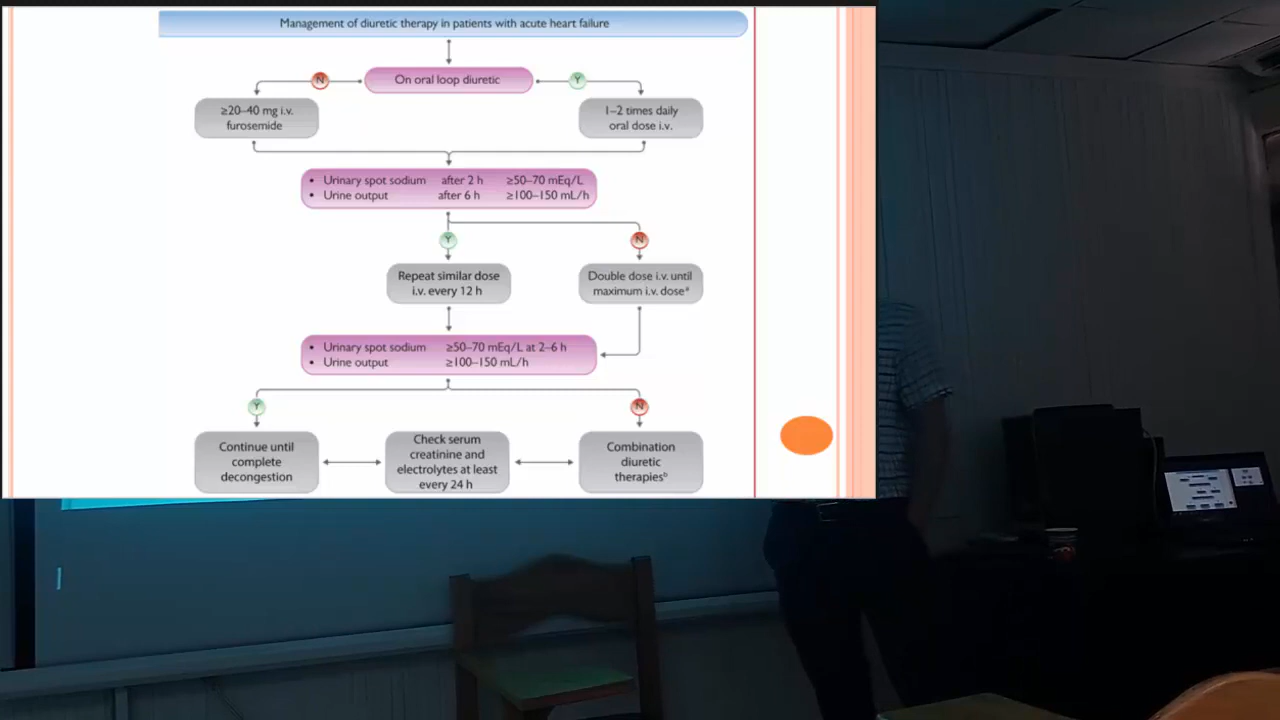 Management of diuretic therapy in patients with acute heart failure
N
On oral loop diuretic
Y
≥20–40 mg i.v.
furosemide
1–2 times daily
oral dose i.v.
• Urinary spot sodium after 2 h ≥50–70 mEq/L
• Urine output after 6 h ≥100–150 mL/h
Y
N
Repeat similar dose
i.v. every 12 h
Double dose i.v. until
maximum i.v. doseᵃ
• Urinary spot sodium ≥50–70 mEq/L at 2–6 h
• Urine output ≥100–150 mL/h
Y
N
Continue until
complete
decongestion
Check serum
creatinine and
electrolytes at least
every 24 h
Combination
diuretic
therapiesᵇ